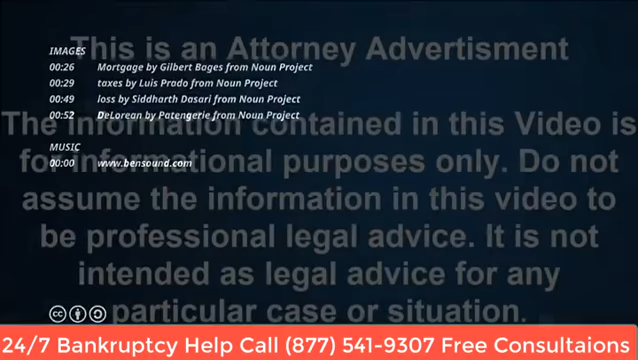 This is an Attorney Advertisment
IMAGES
00:26 Mortgage by Gilbert Bages from Noun Project
00:29 taxes by Luis Prado from Noun Project
00:49 loss by Siddharth Dasari from Noun Project
00:52 DeLorean by Patengerie from Noun Project
MUSIC
00:00 www.bensound.com
The Information contained in this Video is
for Informational purposes only. Do not
assume the information in this video to
be professional legal advice. It is not
intended as legal advice for any
particular case or situation.
24/7 Bankruptcy Help Call (877) 541-9307 Free Consultaions